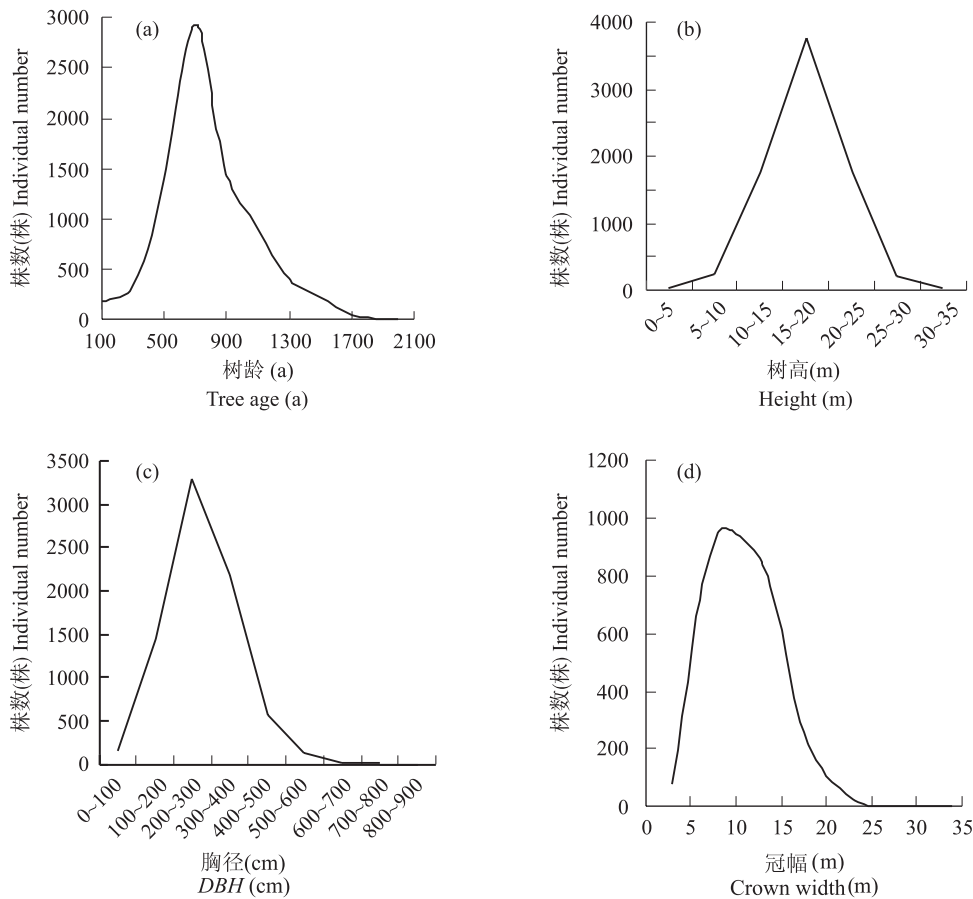 (a)
株数(株) Individual number
3000
2500
2000
1500
1000
500
0
100 500 900 1300 1700 2100
树龄 (a)
Tree age (a)
(b)
株数(株) Individual number
4000
3000
2000
1000
0
0~5 5~10 10~15 15~20 20~25 25~30 30~35
树高(m)
Height (m)
(c)
株数(株) Individual number
3500
3000
2500
2000
1500
1000
500
0
0~100 100~200 200~300 300~400 400~500 500~600 600~700 700~800 800~900
胸径(cm)
DBH (cm)
(d)
株数(株) Individual number
1200
1000
800
600
400
200
0
0 5 10 15 20 25 30 35
冠幅 (m)
Crown width(m)